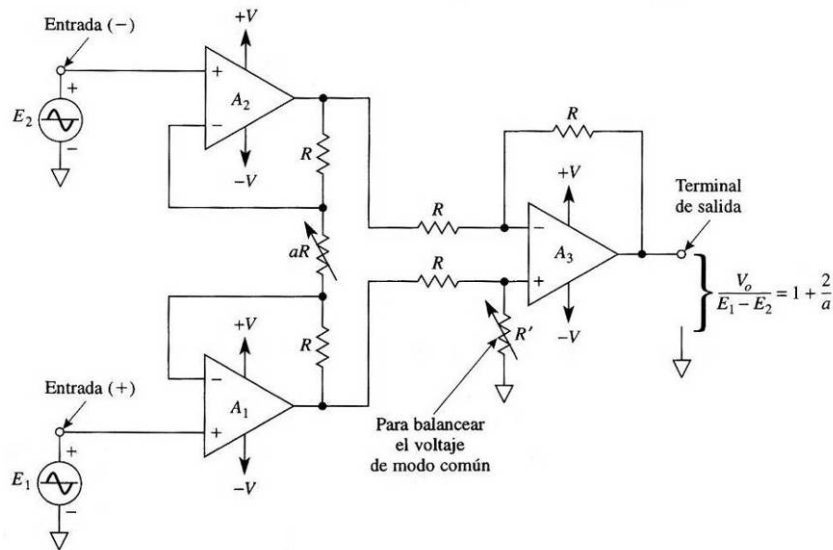 Entrada (−)
+V
+
A₂
−
−V
+
E₂
−
R
aR
R
R
R
+V
−
A₃
+
−V
R
R′
Terminal
de salida
V_o / (E₁ − E₂) = 1 + 2/a
+V
−
A₁
+
−V
Entrada (+)
+
E₁
−
Para balancear
el voltaje
de modo común